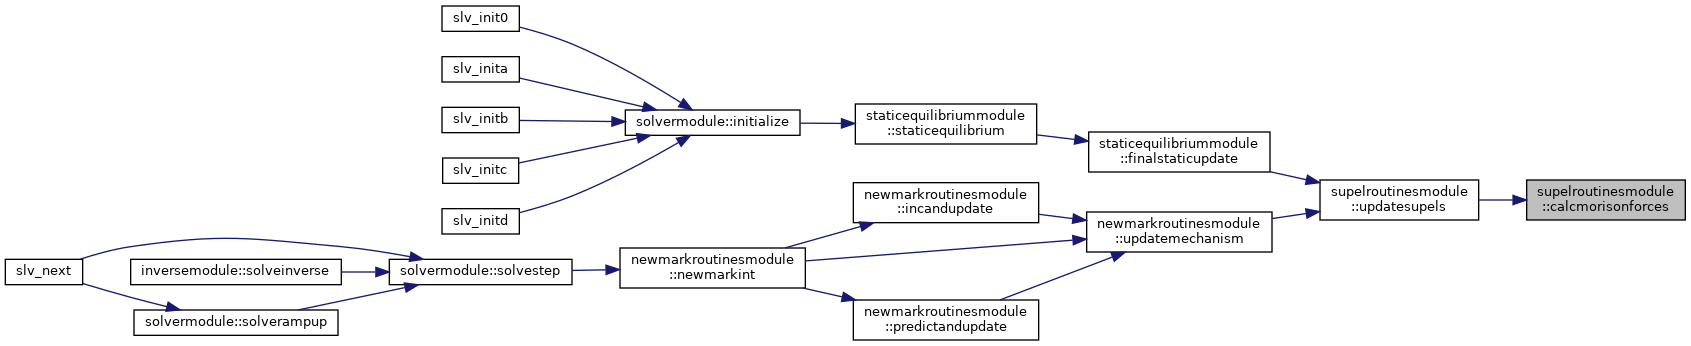 slv_init0
slv_inita
slv_initb
slv_initc
slv_initd
solvermodule::initialize
staticequilibriummodule
::staticequilibrium
staticequilibriummodule
::finalstaticupdate
supelroutinesmodule
::updatesupels
supelroutinesmodule
::calcmorisonforces
newmarkroutinesmodule
::incandupdate
newmarkroutinesmodule
::updatemechanism
newmarkroutinesmodule
::newmarkint
newmarkroutinesmodule
::predictandupdate
slv_next
inversemodule::solveinverse
solvermodule::solvestep
solvermodule::solverampup